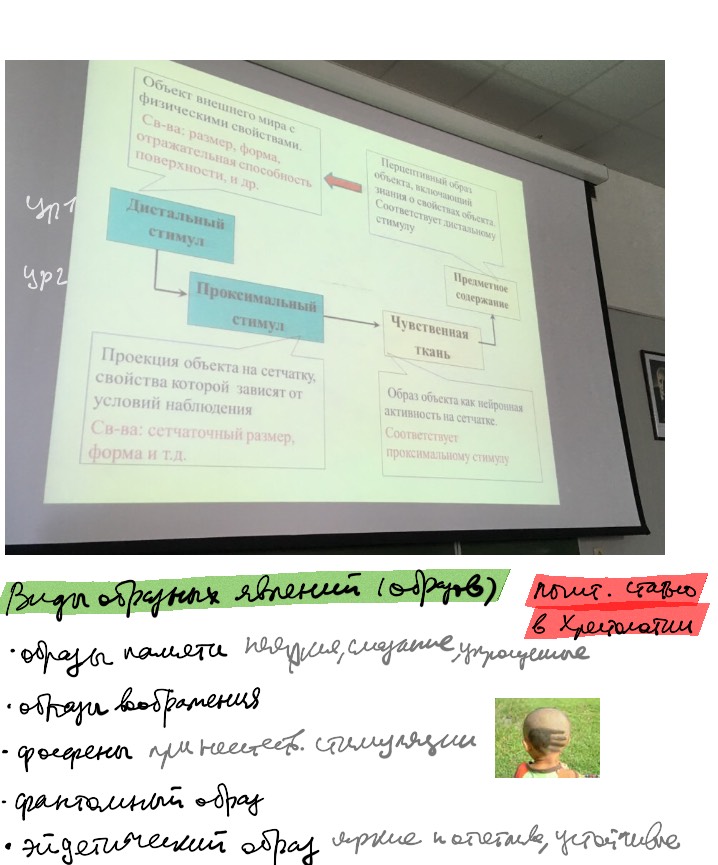 Объект внешнего мира с
физическими свойствами.
Св-ва: размер, форма,
отражательная способность
поверхности, и др.
Перцептивный образ
объекта, включающий
знания о свойствах объекта.
Соответствует дистальному
стимулу
ур1
Дистальный
стимул
ур2
Предметное
содержание
Проксимальный
стимул
Чувственная
ткань
Проекция объекта на сетчатку,
свойства которой зависят от
условий наблюдения
Св-ва: сетчаточный размер,
форма и т.д.
Образ объекта как нейронная
активность на сетчатке.
Соответствует
проксимальному стимулу
Виды образных явлений (образов)
почит. статью
в Хрестоматии
• образы памяти неяркие, смазанные, упрощенные
• образы воображения
• фосфены при неестеств. стимуляции
• фантомный образ
• эйдетический образ яркие и отчетливые, устойчивые